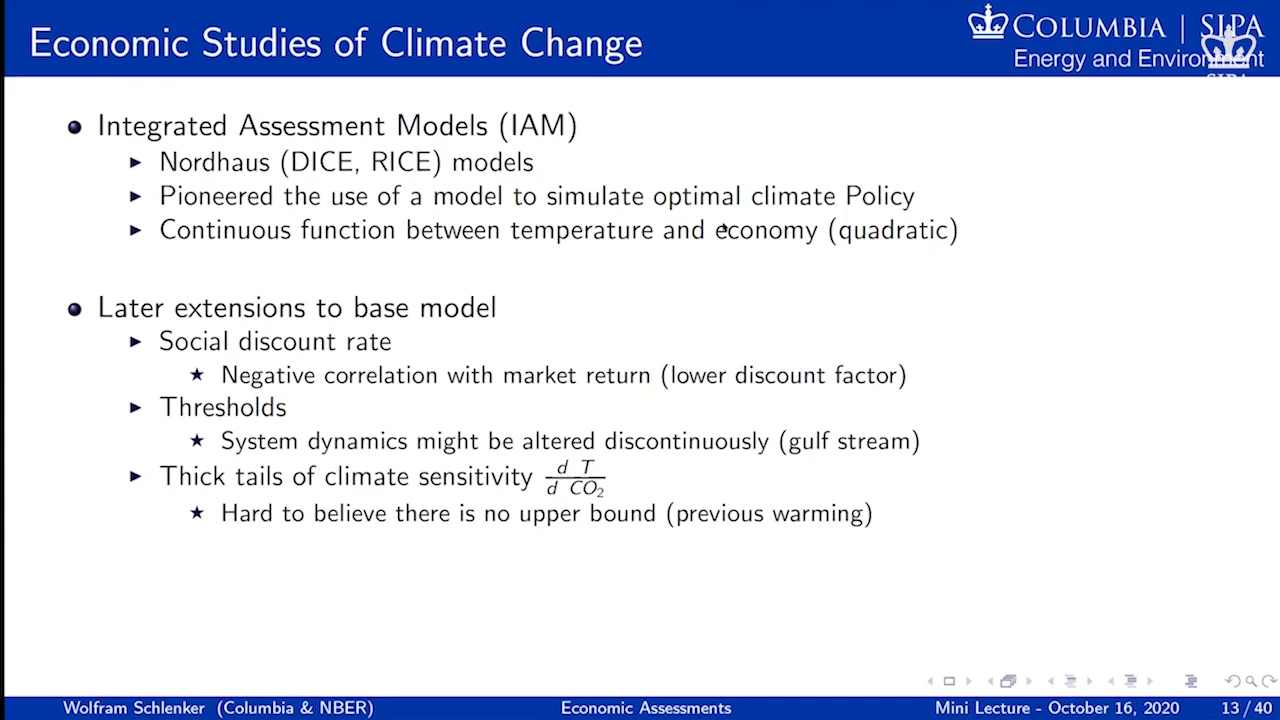 Economic Studies of Climate Change
COLUMBIA | SIPA
Energy and Environment
SIPA
Integrated Assessment Models (IAM)
Nordhaus (DICE, RICE) models
Pioneered the use of a model to simulate optimal climate Policy
Continuous function between temperature and economy (quadratic)
Later extensions to base model
Social discount rate
Negative correlation with market return (lower discount factor)
Thresholds
System dynamics might be altered discontinuously (gulf stream)
Thick tails of climate sensitivity d T / d CO₂
Hard to believe there is no upper bound (previous warming)
Wolfram Schlenker (Columbia & NBER) Economic Assessments Mini Lecture - October 16, 2020 13 / 40